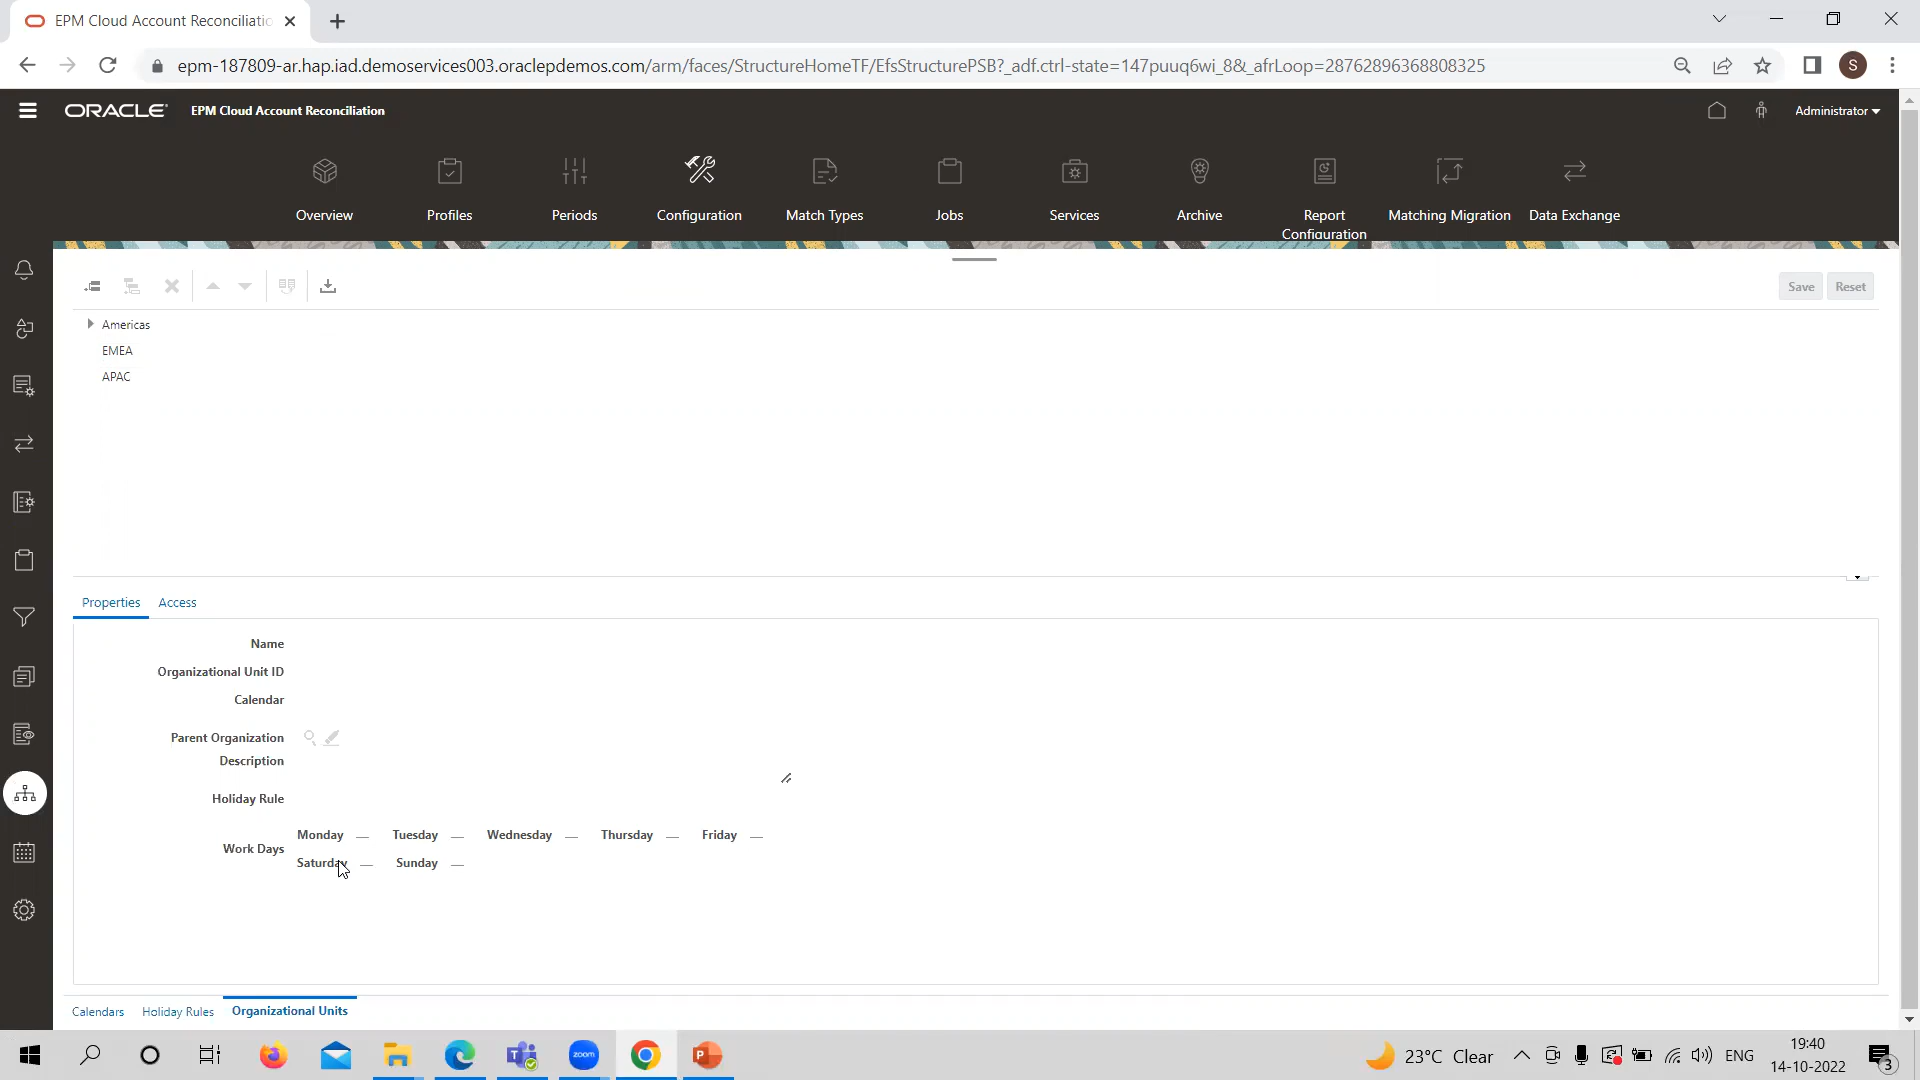 EPM Cloud Account Reconciliatio
epm-187809-ar.hap.iad.demoservices003.oraclepdemos.com/arm/faces/StructureHomeTF/EfsStructurePSB?_adf.ctrl-state=147puuq6wi_8&_afrLoop=28762896368808325
S
ORACLE EPM Cloud Account Reconciliation
Administrator
Overview Profiles Periods Configuration Match Types Jobs Services Archive Report Configuration Matching Migration Data Exchange
Save Reset
Americas
EMEA
APAC
Properties Access
Name
Organizational Unit ID
Calendar
Parent Organization
Description
Holiday Rule
Work Days
Monday Tuesday Wednesday Thursday Friday
Saturday Sunday
Calendars Holiday Rules Organizational Units
zoom
23°C Clear
ENG
19:40
14-10-2022
3